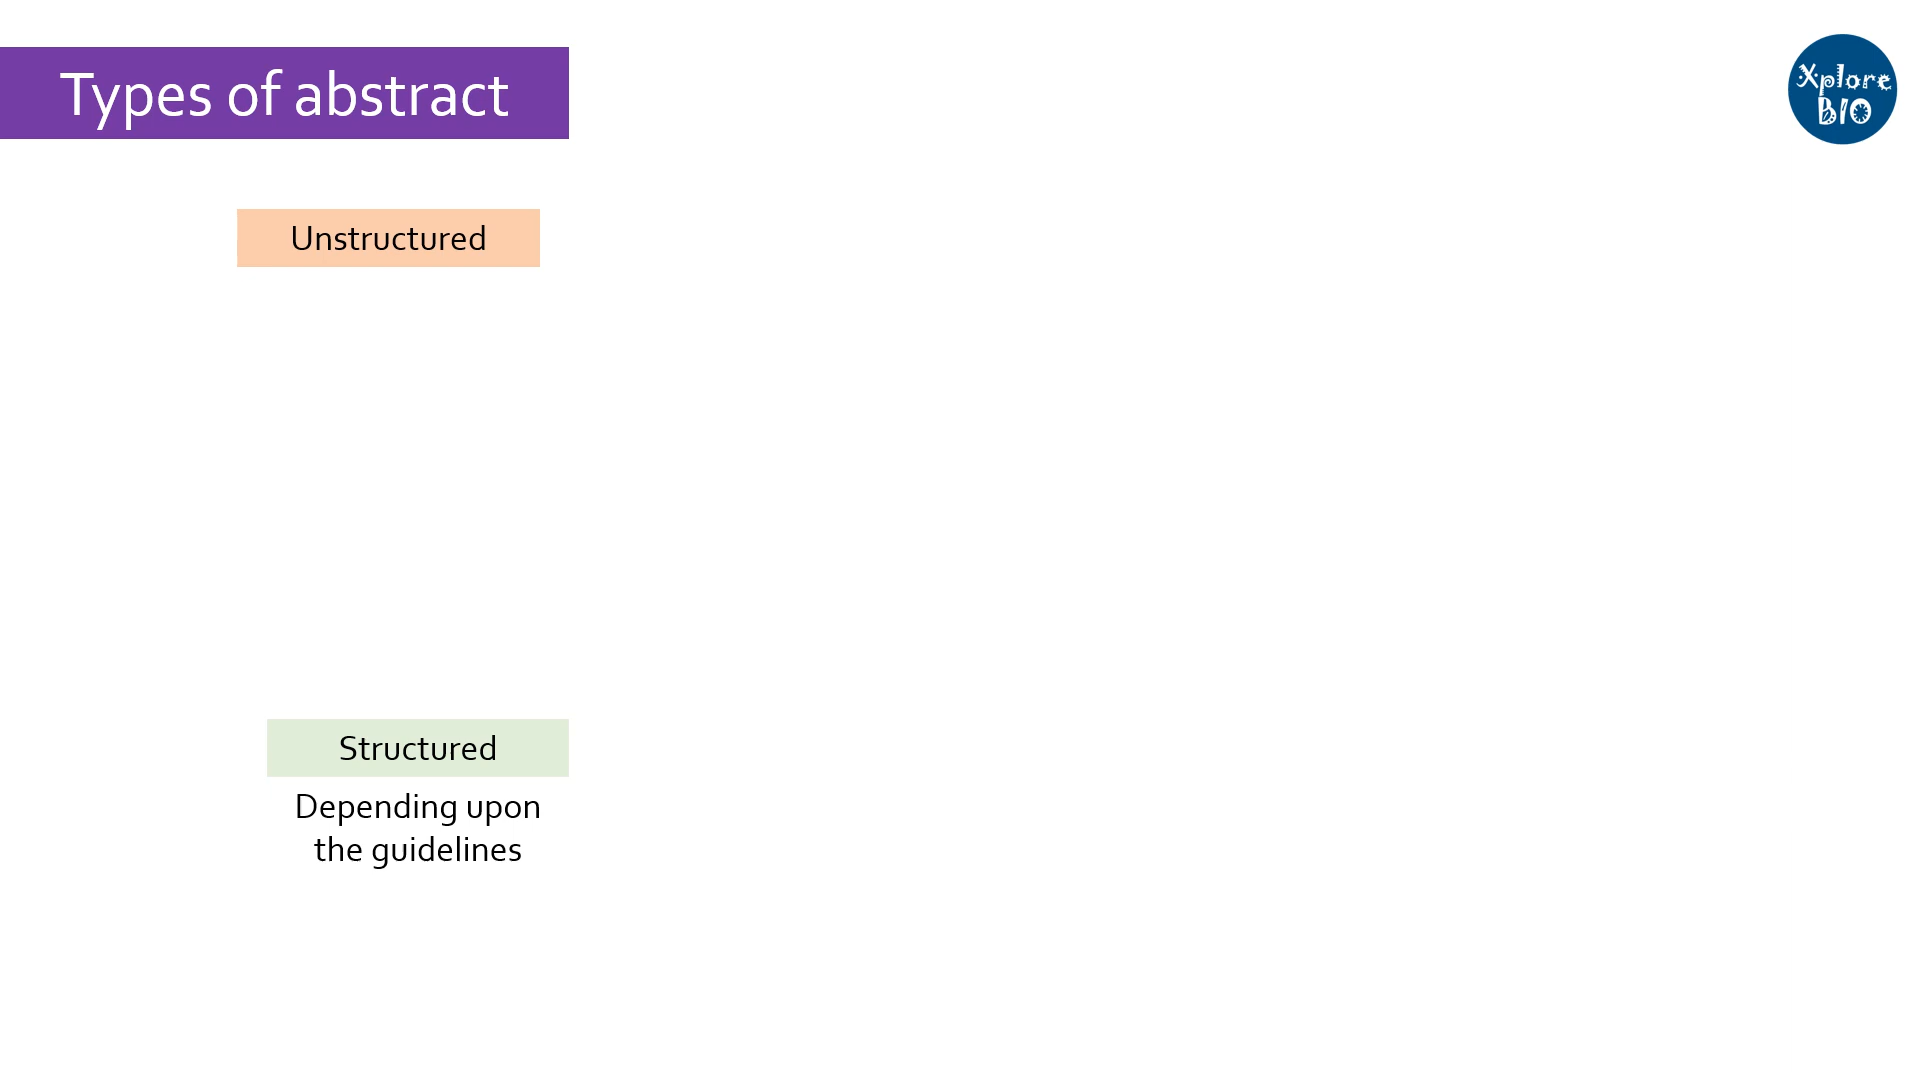 Types of abstract
Xplore
BIO
Unstructured
Structured
Depending upon
the guidelines